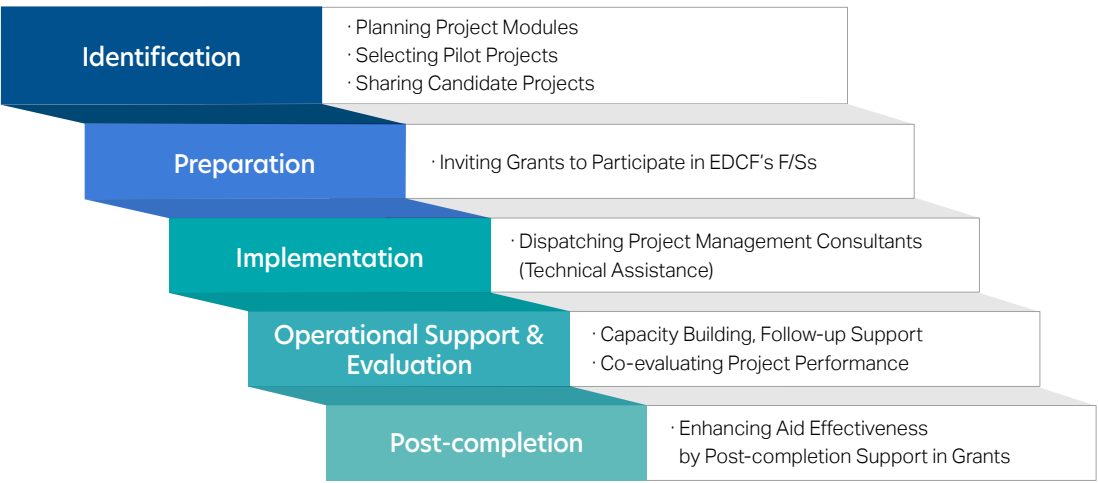 Identification
· Planning Project Modules
· Selecting Pilot Projects
· Sharing Candidate Projects
Preparation
· Inviting Grants to Participate in EDCF's F/Ss
Implementation
· Dispatching Project Management Consultants
(Technical Assistance)
Operational Support &
Evaluation
· Capacity Building, Follow-up Support
· Co-evaluating Project Performance
Post-completion
· Enhancing Aid Effectiveness
by Post-completion Support in Grants